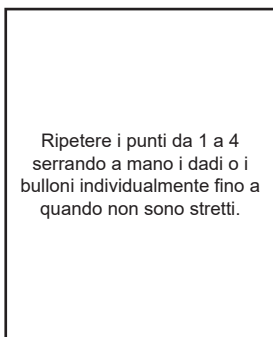 Ripetere i punti da 1 a 4
serrando a mano i dadi o i
bulloni individualmente fino a
quando non sono stretti.